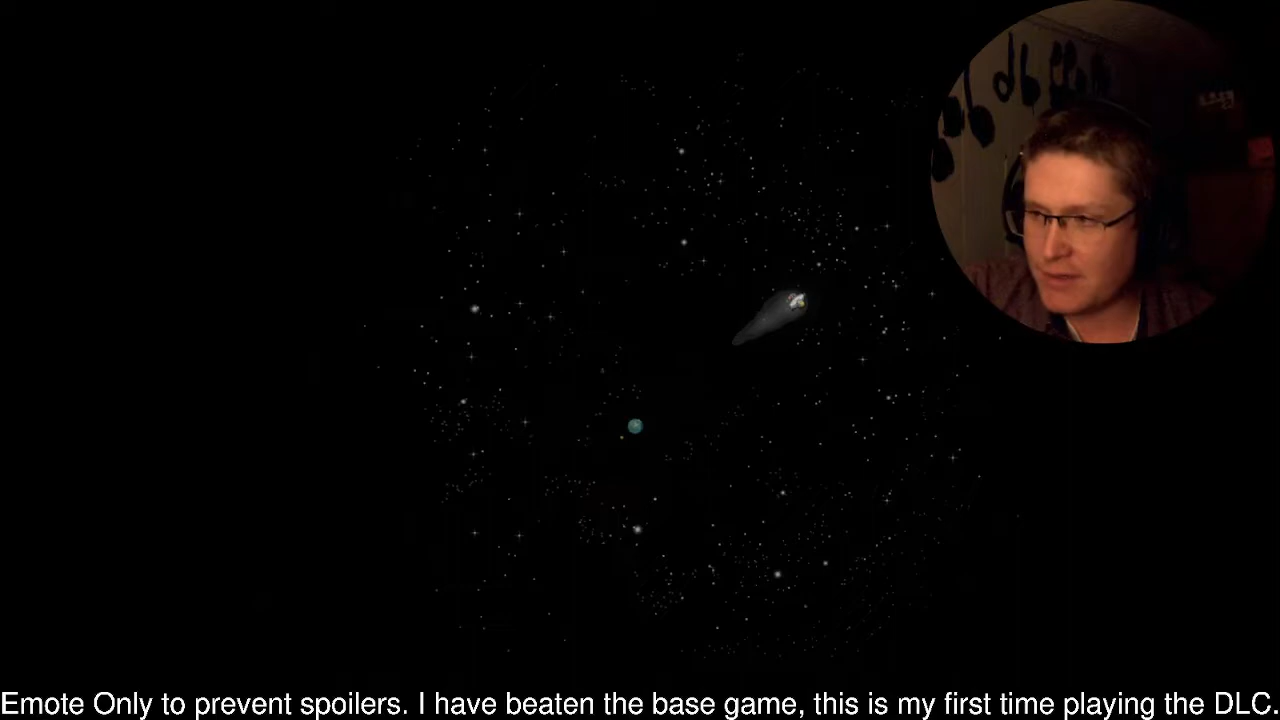 Emote Only to prevent spoilers. I have beaten the base game, this is my first time playing the DLC.